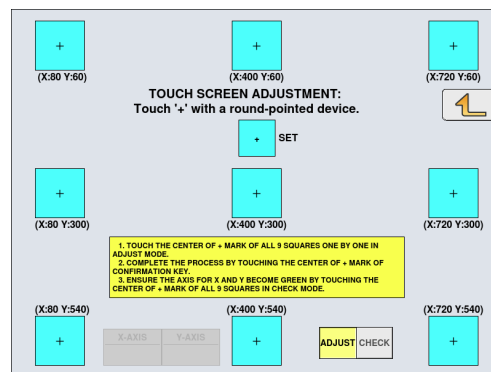 + + +
(X:80 Y:60) (X:400 Y:60) (X:720 Y:60)
TOUCH SCREEN ADJUSTMENT:
Touch '+' with a round-pointed device.
+ SET
+ + +
(X:80 Y:300) (X:400 Y:300) (X:720 Y:300)
1. TOUCH THE CENTER OF + MARK OF ALL 9 SQUARES ONE BY ONE IN
ADJUST MODE.
2. COMPLETE THE PROCESS BY TOUCHING THE CENTER OF + MARK OF
CONFIRMATION KEY.
3. ENSURE THE AXIS FOR X AND Y BECOME GREEN BY TOUCHING THE
CENTER OF + MARK OF ALL 9 SQUARES IN CHECK MODE.
(X:80 Y:540) (X:400 Y:540) (X:720 Y:540)
+ X-AXIS Y-AXIS + ADJUST CHECK +